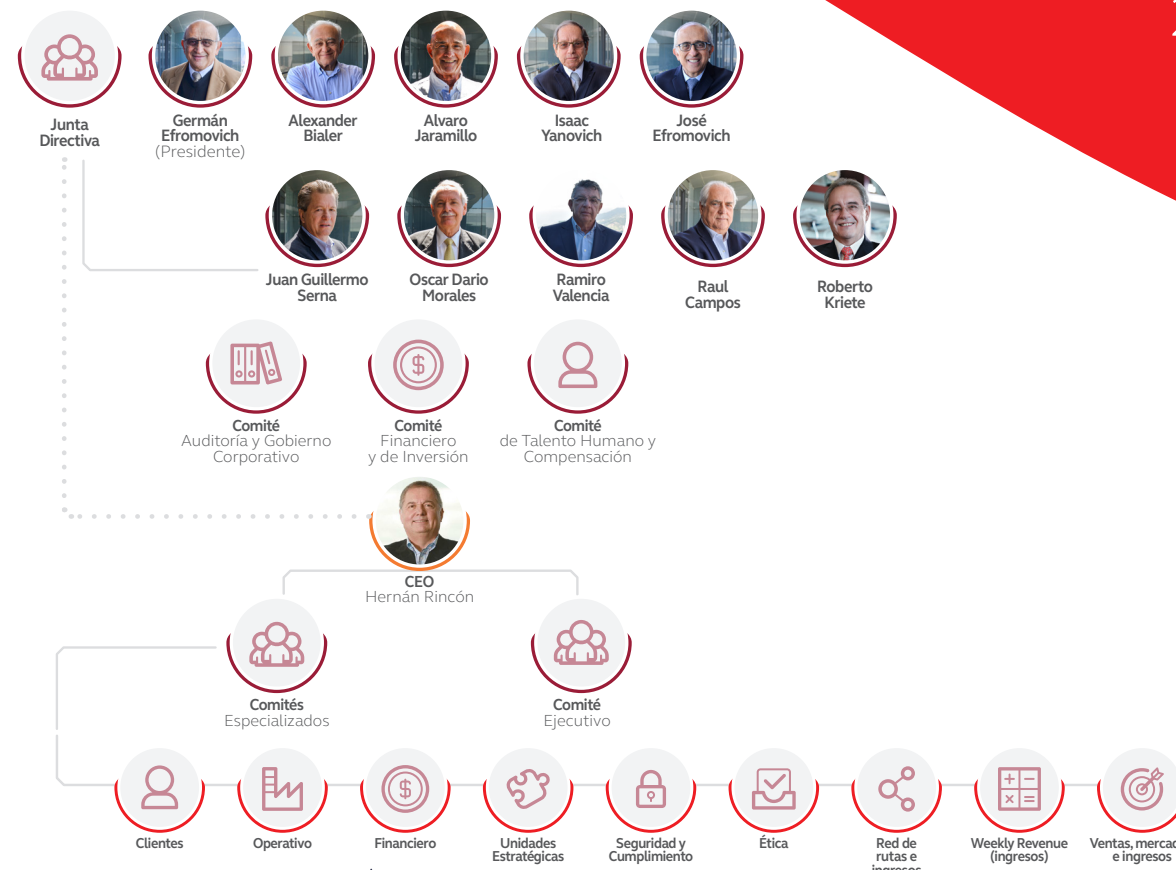 Junta
Directiva
Germán
Efromovich
(Presidente)
Alexander
Bialer
Alvaro
Jaramillo
Isaac
Yanovich
José
Efromovich
Juan Guillermo
Serna
Oscar Dario
Morales
Ramiro
Valencia
Raul
Campos
Roberto
Kriete
Comité
Auditoría y Gobierno
Corporativo
Comité
Financiero
y de Inversión
Comité
de Talento Humano y
Compensación
CEO
Hernán Rincón
Comités
Especializados
Comité
Ejecutivo
Clientes
Operativo
Financiero
Unidades
Estratégicas
Seguridad y
Cumplimiento
Ética
Red de
rutas e
ingresos
Weekly Revenue
(ingresos)
Ventas,
e ingresos